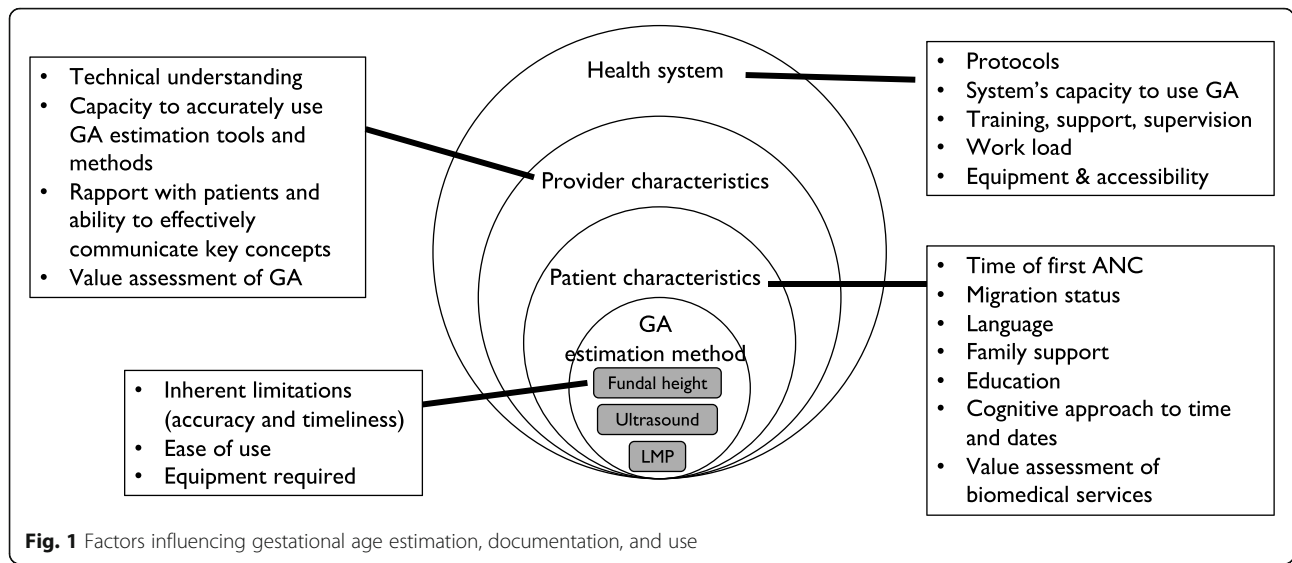 • Technical understanding
• Capacity to accurately use
GA estimation tools and
methods
• Rapport with patients and
ability to effectively
communicate key concepts
• Value assessment of GA
• Inherent limitations
(accuracy and timeliness)
• Ease of use
• Equipment required
Health system
Provider characteristics
Patient characteristics
GA
estimation method
Fundal height
Ultrasound
LMP
• Protocols
• System's capacity to use GA
• Training, support, supervision
• Work load
• Equipment & accessibility
• Time of first ANC
• Migration status
• Language
• Family support
• Education
• Cognitive approach to time
and dates
• Value assessment of
biomedical services
Fig. 1 Factors influencing gestational age estimation, documentation, and use